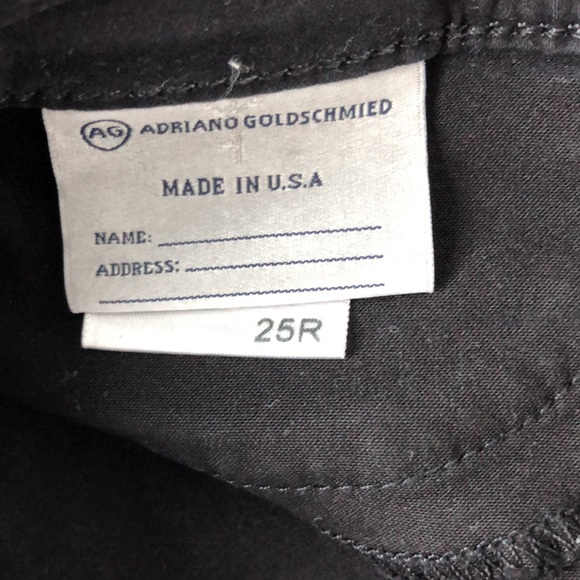 AG ADRIANO GOLDSCHMIED
MADE IN U.S.A
NAME:
ADDRESS:
25R